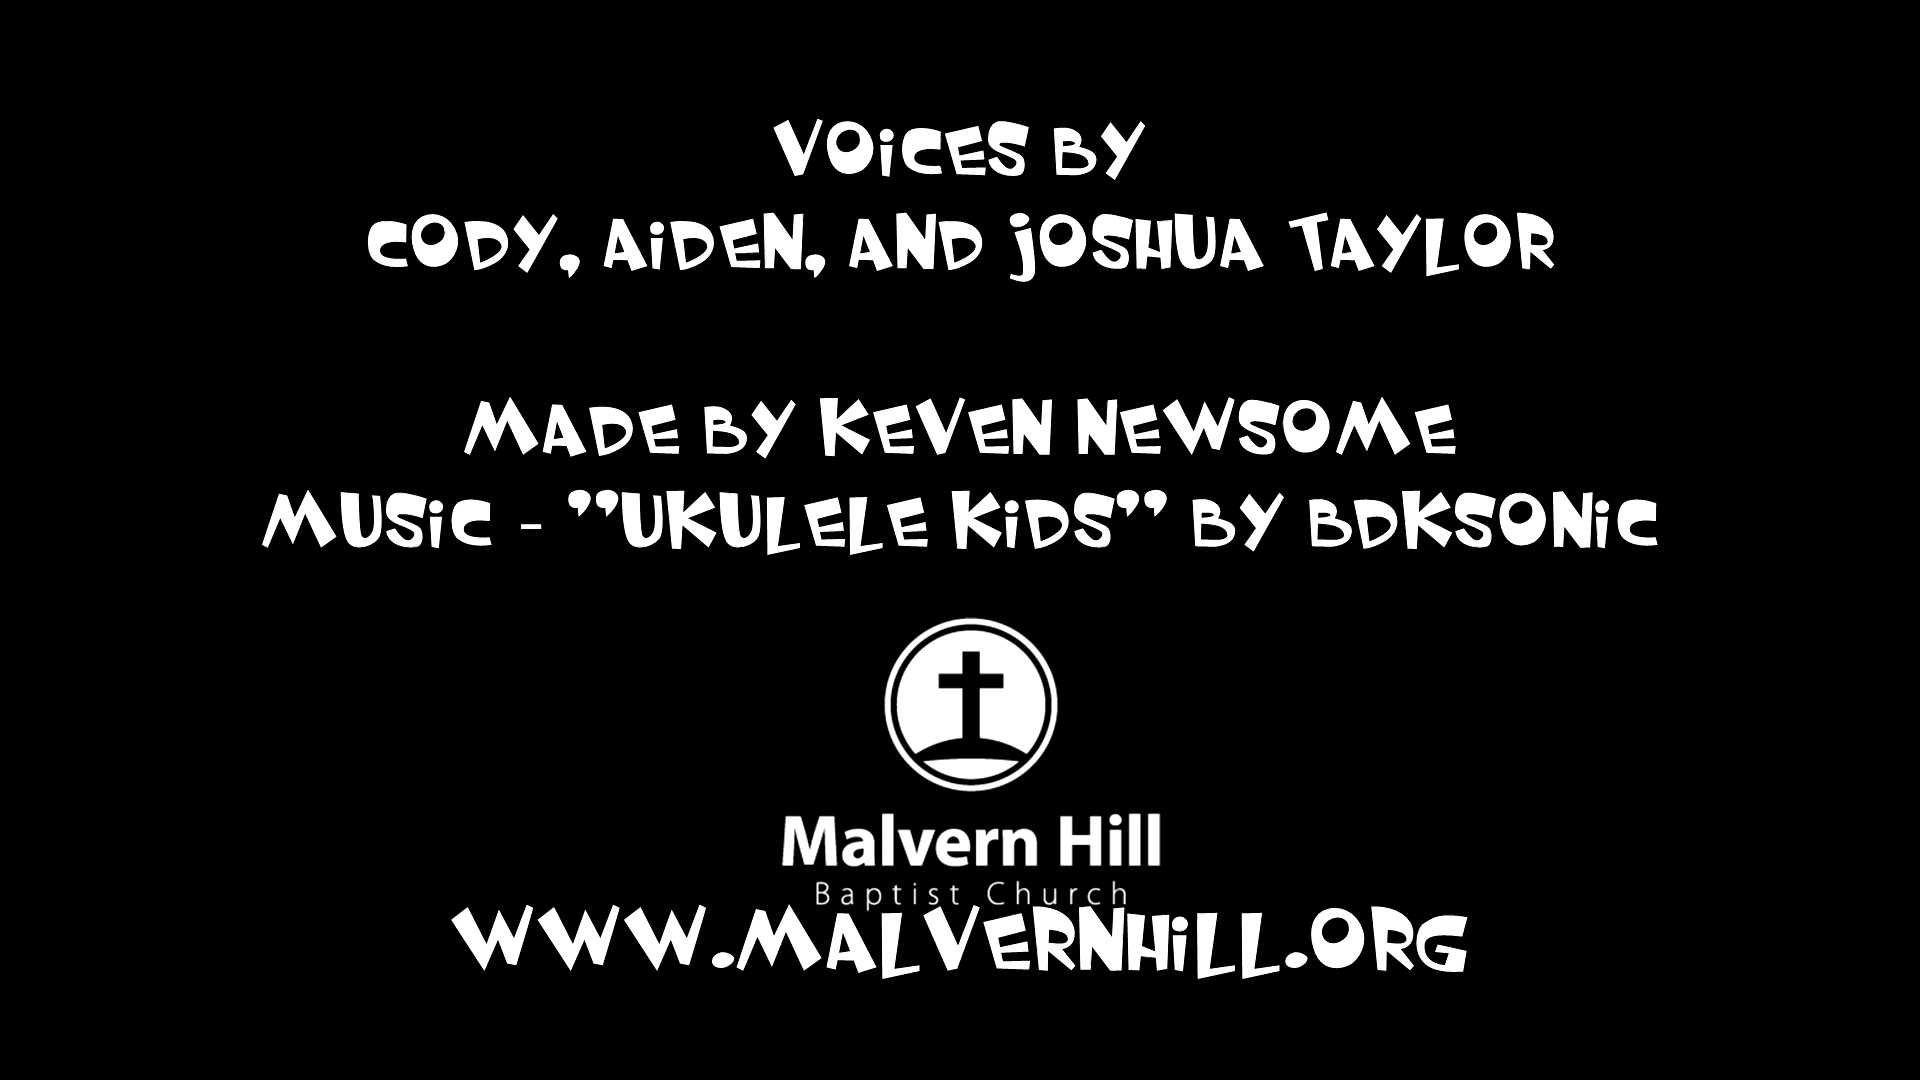 Voices by
Cody, Aiden, and Joshua Taylor
Made by Keven Newsome
Music - "Ukulele Kids" by BDKSonic
Malvern Hill
Baptist Church
www.malvernhill.org